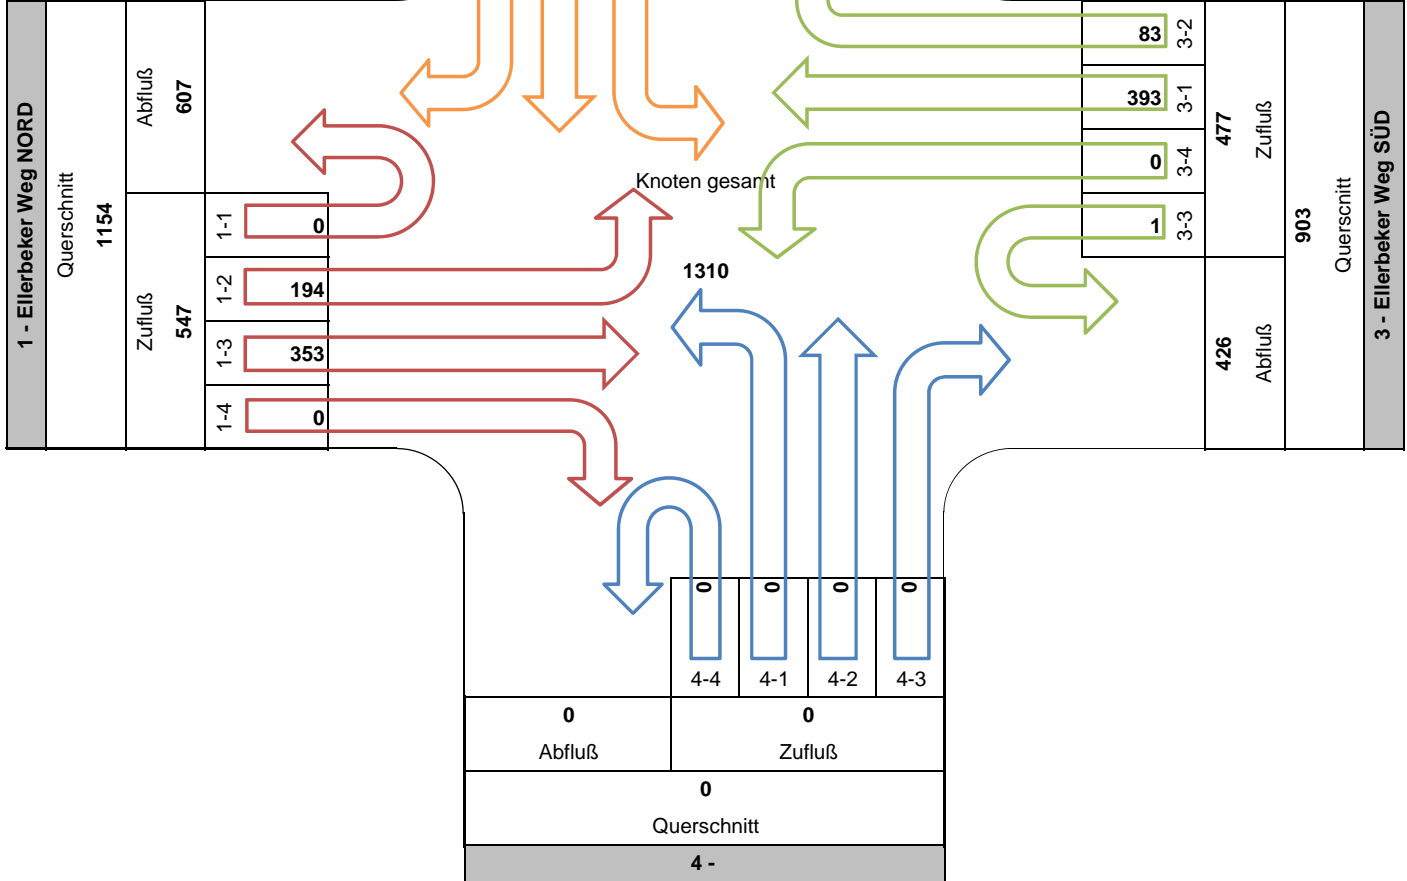 1 - Ellerbeker Weg NORD
Querschnitt
1154
Abfluß
607
Zufluß
547
1-1
0
1-2
194
1-3
353
1-4
0
Knoten gesamt
1310
83
3-2
393
3-1
0
3-4
1
3-3
477
Zufluß
426
Abfluß
903
Querscnitt
3 - Ellerbeker Weg SÜD
0
0
0
0
4-4
4-1
4-2
4-3
0
0
Abfluß
Zufluß
0
Querschnitt
4 -